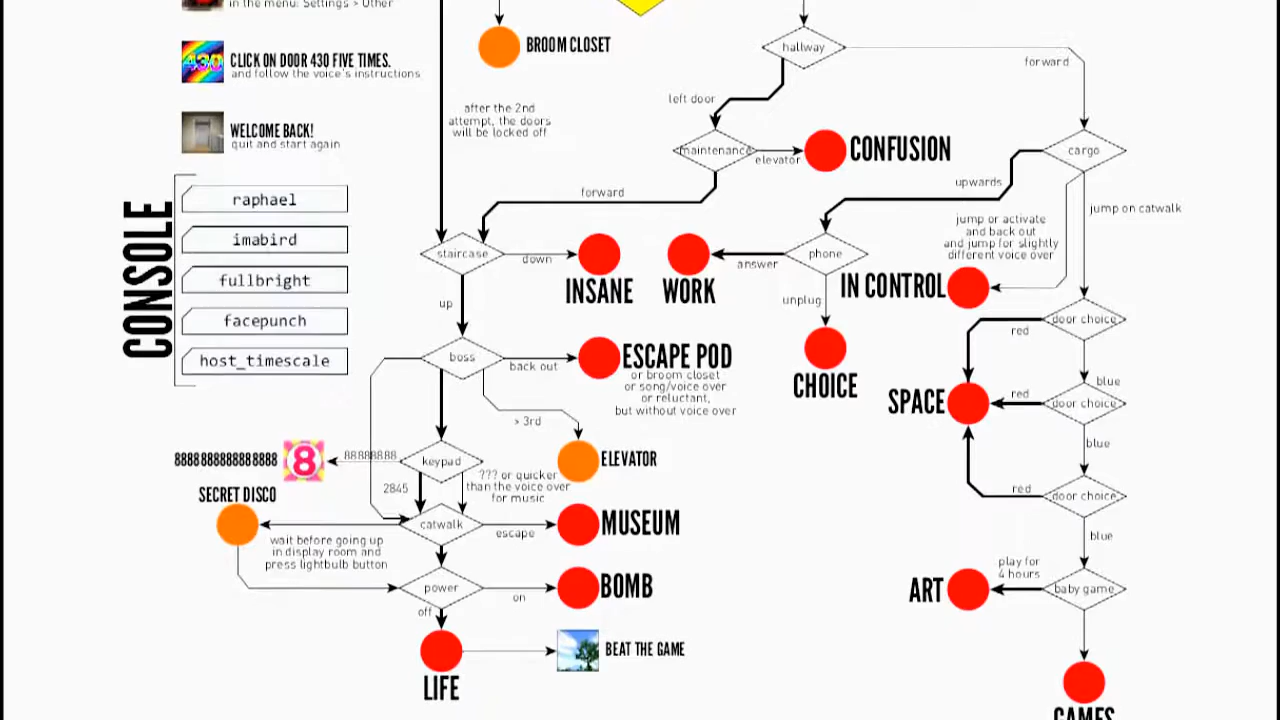 in the menu: Settings > Other
BROOM CLOSET
hallway
CLICK ON DOOR 430 FIVE TIMES.
and follow the voice's instructions
430
forward
left door
after the 2nd
attempt, the doors
will be locked off
WELCOME BACK!
quit and start again
maintenance
elevator
CONFUSION
cargo
CONSOLE
raphael
imabird
fullbright
facepunch
host_timescale
forward
upwards
jump on catwalk
jump or activate
and back out
and jump for slightly
different voice over
staircase
down
INSANE
WORK
answer
phone
unplug
IN CONTROL
up
door choice
red
boss
back out
ESCAPE POD
or broom closet
or song/voice over
or reluctant,
but without voice over
CHOICE
blue
SPACE
red
door choice
> 3rd
blue
8888888888888888
8
88888888
keypad
ELEVATOR
2845
??? or quicker
than the voice over
for music
red
door choice
SECRET DISCO
catwalk
escape
MUSEUM
blue
wait before going up
in display room and
press lightbulb button
power
on
BOMB
off
ART
play for
4 hours
baby game
LIFE
BEAT THE GAME
GAMES